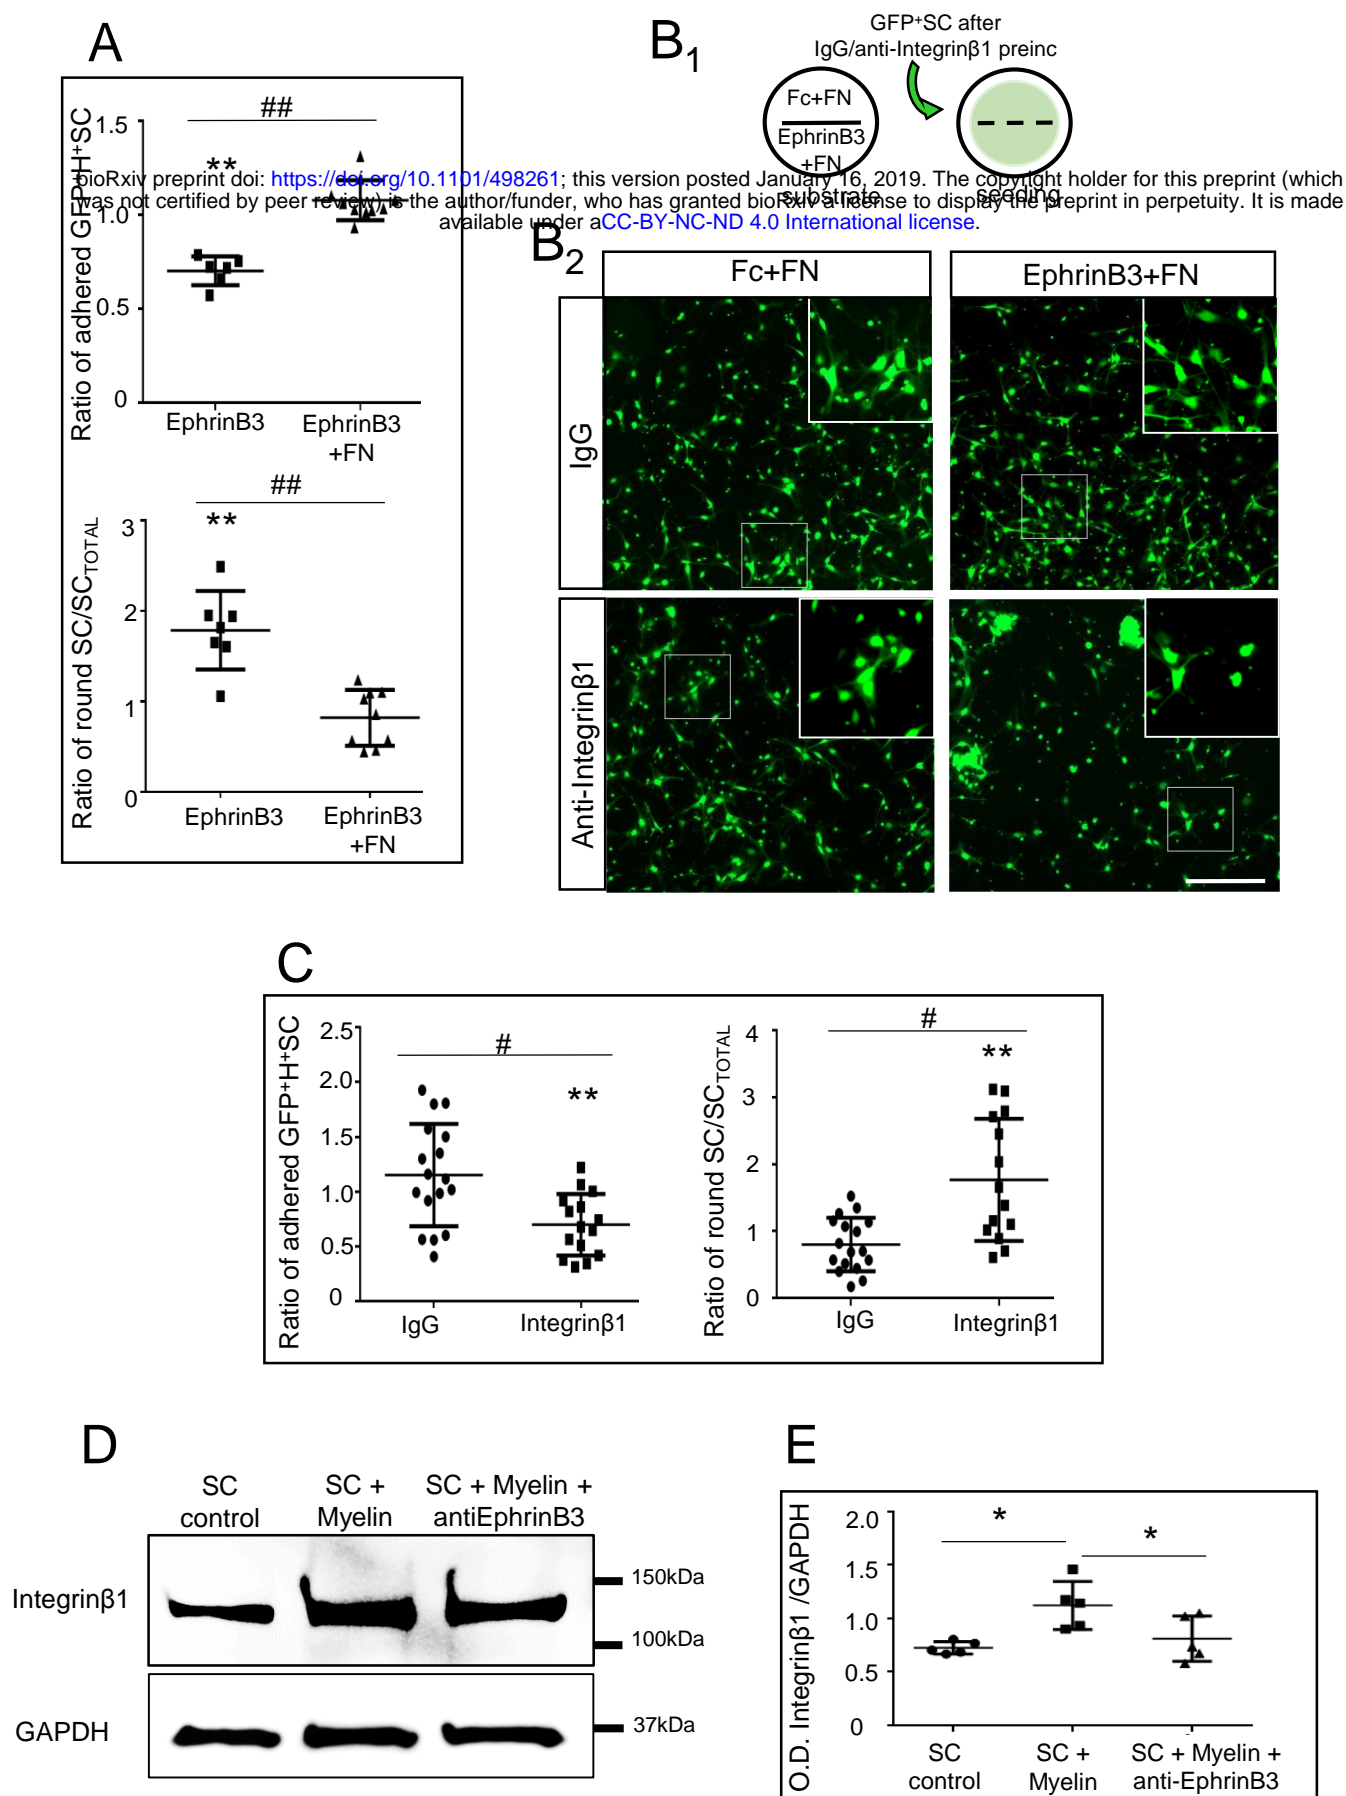 A
##
Ratio of adhered GFP⁺H⁺SC
1.5
**
1.0
0.5
0
EphrinB3
EphrinB3
+FN
##
Ratio of round SC/SC_TOTAL
3
**
2
1
0
EphrinB3
EphrinB3
+FN
B₁
GFP⁺SC after
IgG/anti-Integrinβ1 preinc
Fc+FN
EphrinB3
+FN
substrate
seeding
bioRxiv preprint doi: https://doi.org/10.1101/498261; this version posted January 16, 2019. The copyright holder for this preprint (which
was not certified by peer review) is the author/funder, who has granted bioRxiv a license to display the preprint in perpetuity. It is made
available under aCC-BY-NC-ND 4.0 International license.
B₂
Fc+FN
EphrinB3+FN
IgG
Anti-Integrinβ1
C
Ratio of adhered GFP⁺H⁺SC
2.5
2.0
1.5
1.0
0.5
0
#
**
IgG
Integrinβ1
Ratio of round SC/SC_TOTAL
4
3
2
1
0
#
**
IgG
Integrinβ1
D
SC
control
SC +
Myelin
SC + Myelin +
antiEphrinB3
Integrinβ1
150kDa
100kDa
GAPDH
37kDa
E
O.D. Integrinβ1 /GAPDH
2.0
1.5
1.0
0.5
0
*
*
SC
control
SC +
Myelin
SC + Myelin +
anti-EphrinB3